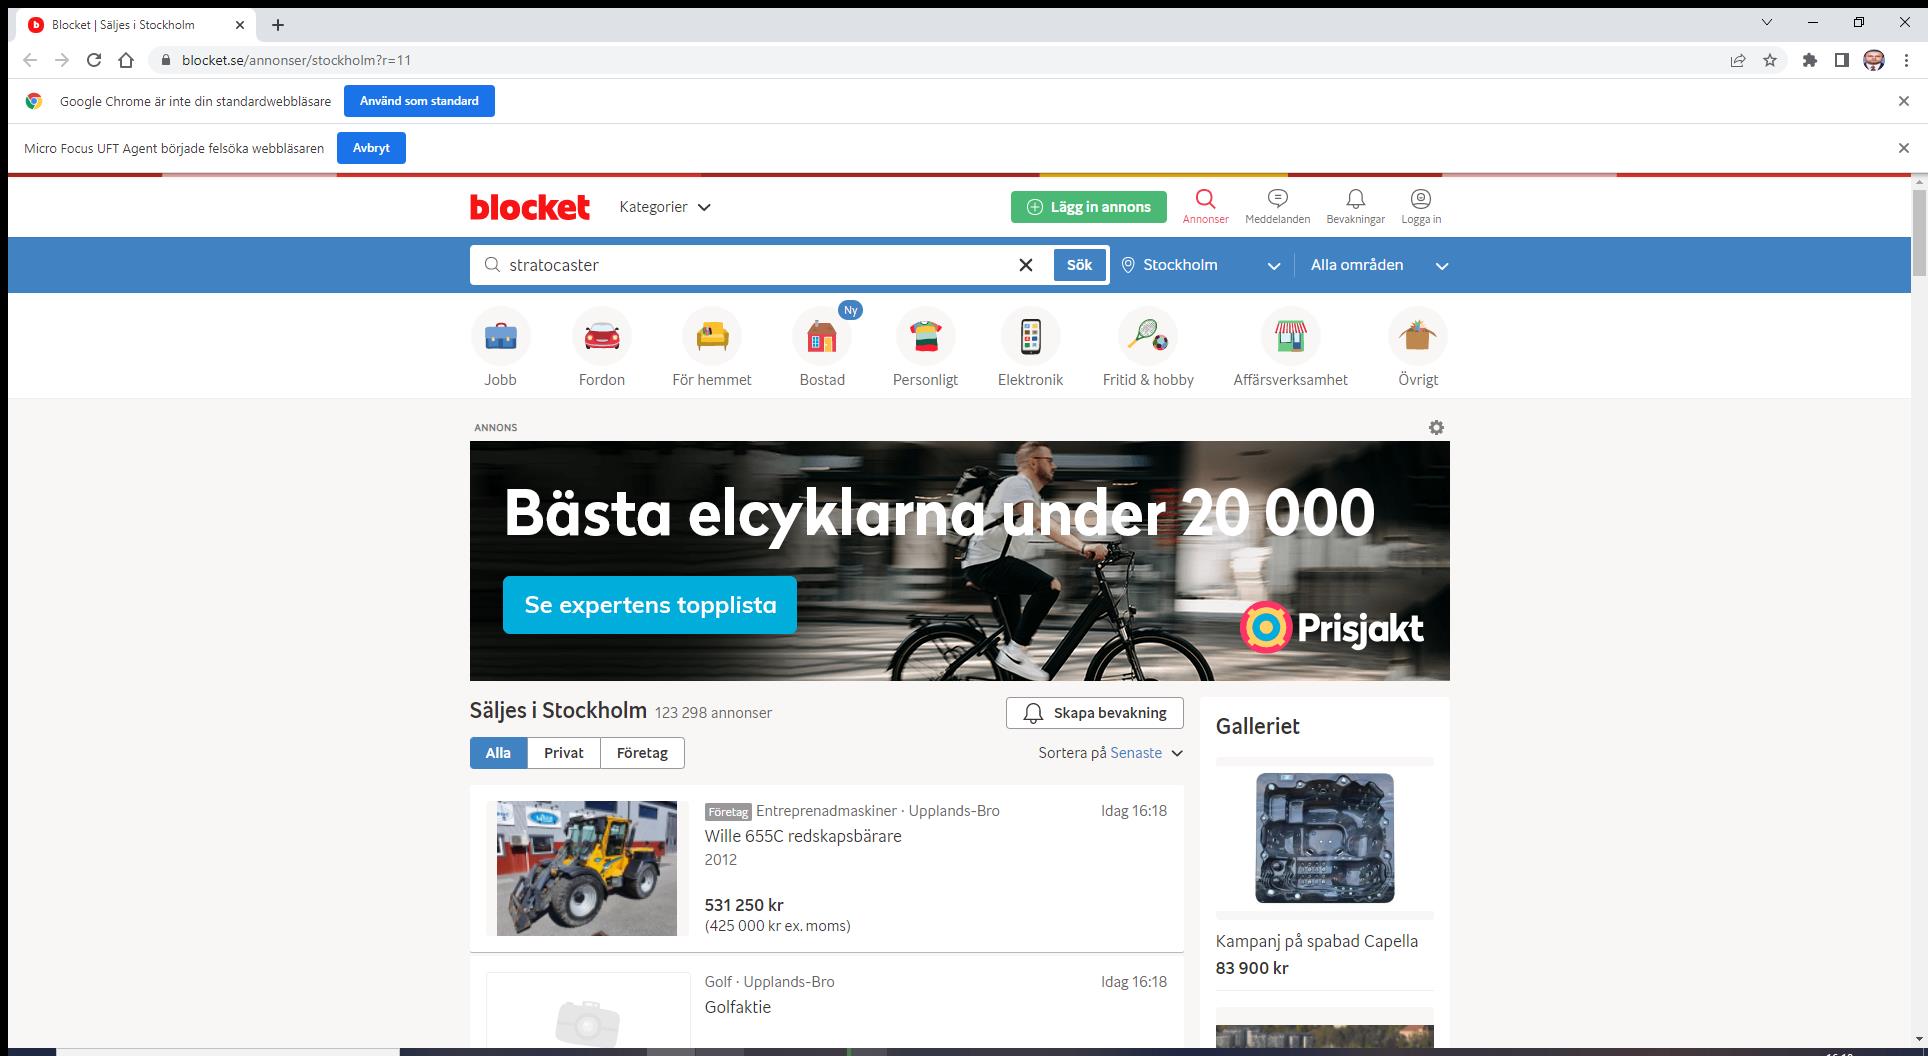 Blocket | Säljes i Stockholm
blocket.se/annonser/stockholm?r=11
Google Chrome är inte din standardwebbläsare
Använd som standard
Micro Focus UFT Agent började felsöka webbläsaren
Avbryt
blocket
Kategorier
Lägg in annons
Annonser
Meddelanden
Bevakningar
Logga in
stratocaster
Sök
Stockholm
Alla områden
Ny
Jobb
Fordon
För hemmet
Bostad
Personligt
Elektronik
Fritid & hobby
Affärsverksamhet
Övrigt
ANNONS
Bästa elcyklarna under 20 000
Se expertens topplista
Prisjakt
Säljes i Stockholm 123 298 annonser
Skapa bevakning
Alla
Privat
Företag
Sortera på Senaste
Företag Entreprenadmaskiner · Upplands-Bro
Idag 16:18
Wille 655C redskapsbärare
2012
531 250 kr
(425 000 kr ex. moms)
Golf · Upplands-Bro
Idag 16:18
Golfaktie
Galleriet
Kampanj på spabad Capella
83 900 kr